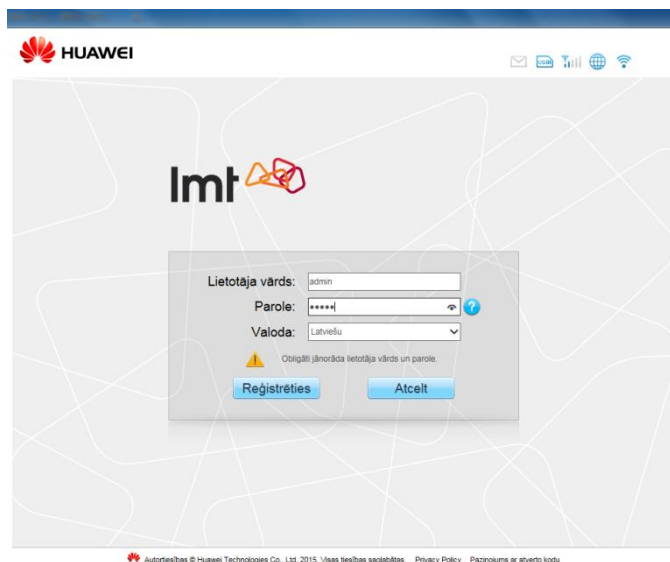 HUAWEI
lmt
Lietotāja vārds: admin
Parole: •••••
Valoda: Latviešu
Obligāti jānorāda lietotāja vārds un parole.
Reģistrēties Atcelt
Autortiesības © Huawei Technologies Co., Ltd. 2015. Visas tiesības saglabātas. Privacy Policy Paziņojums ar atvērto kodu